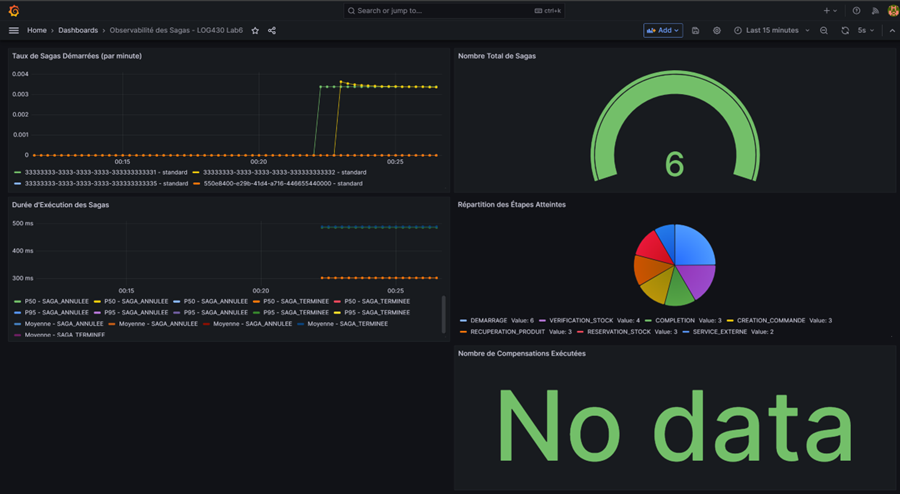 Search or jump to...
ctrl+k
Home › Dashboards › Observabilité des Sagas - LOG430 Lab6
Add
Last 15 minutes
5s
Taux de Sagas Démarrées (par minute)
0.004
0.003
0.002
0.001
0
00:15
00:20
00:25
33333333-3333-3333-3333-333333333331 - standard
33333333-3333-3333-3333-333333333332 - standard
33333333-3333-3333-3333-333333333335 - standard
550e8400-e29b-41d4-a716-446655440000 - standard
Nombre Total de Sagas
6
Durée d'Exécution des Sagas
500 ms
400 ms
300 ms
00:15
00:20
00:25
P50 - SAGA_ANNULEE P50 - SAGA_ANNULEE P50 - SAGA_ANNULEE P50 - SAGA_TERMINEE P50 - SAGA_TERMINEE
P95 - SAGA_ANNULEE P95 - SAGA_ANNULEE P95 - SAGA_ANNULEE P95 - SAGA_TERMINEE P95 - SAGA_TERMINEE
Moyenne - SAGA_ANNULEE Moyenne - SAGA_ANNULEE Moyenne - SAGA_ANNULEE Moyenne - SAGA_TERMINEE
Moyenne - SAGA_TERMINEE
Répartition des Étapes Atteintes
DEMARRAGE Value: 6 VERIFICATION_STOCK Value: 4 COMPLETION Value: 3 CREATION_COMMANDE Value: 3
RECUPERATION_PRODUIT Value: 3 RESERVATION_STOCK Value: 3 SERVICE_EXTERNE Value: 2
Nombre de Compensations Exécutées
No data